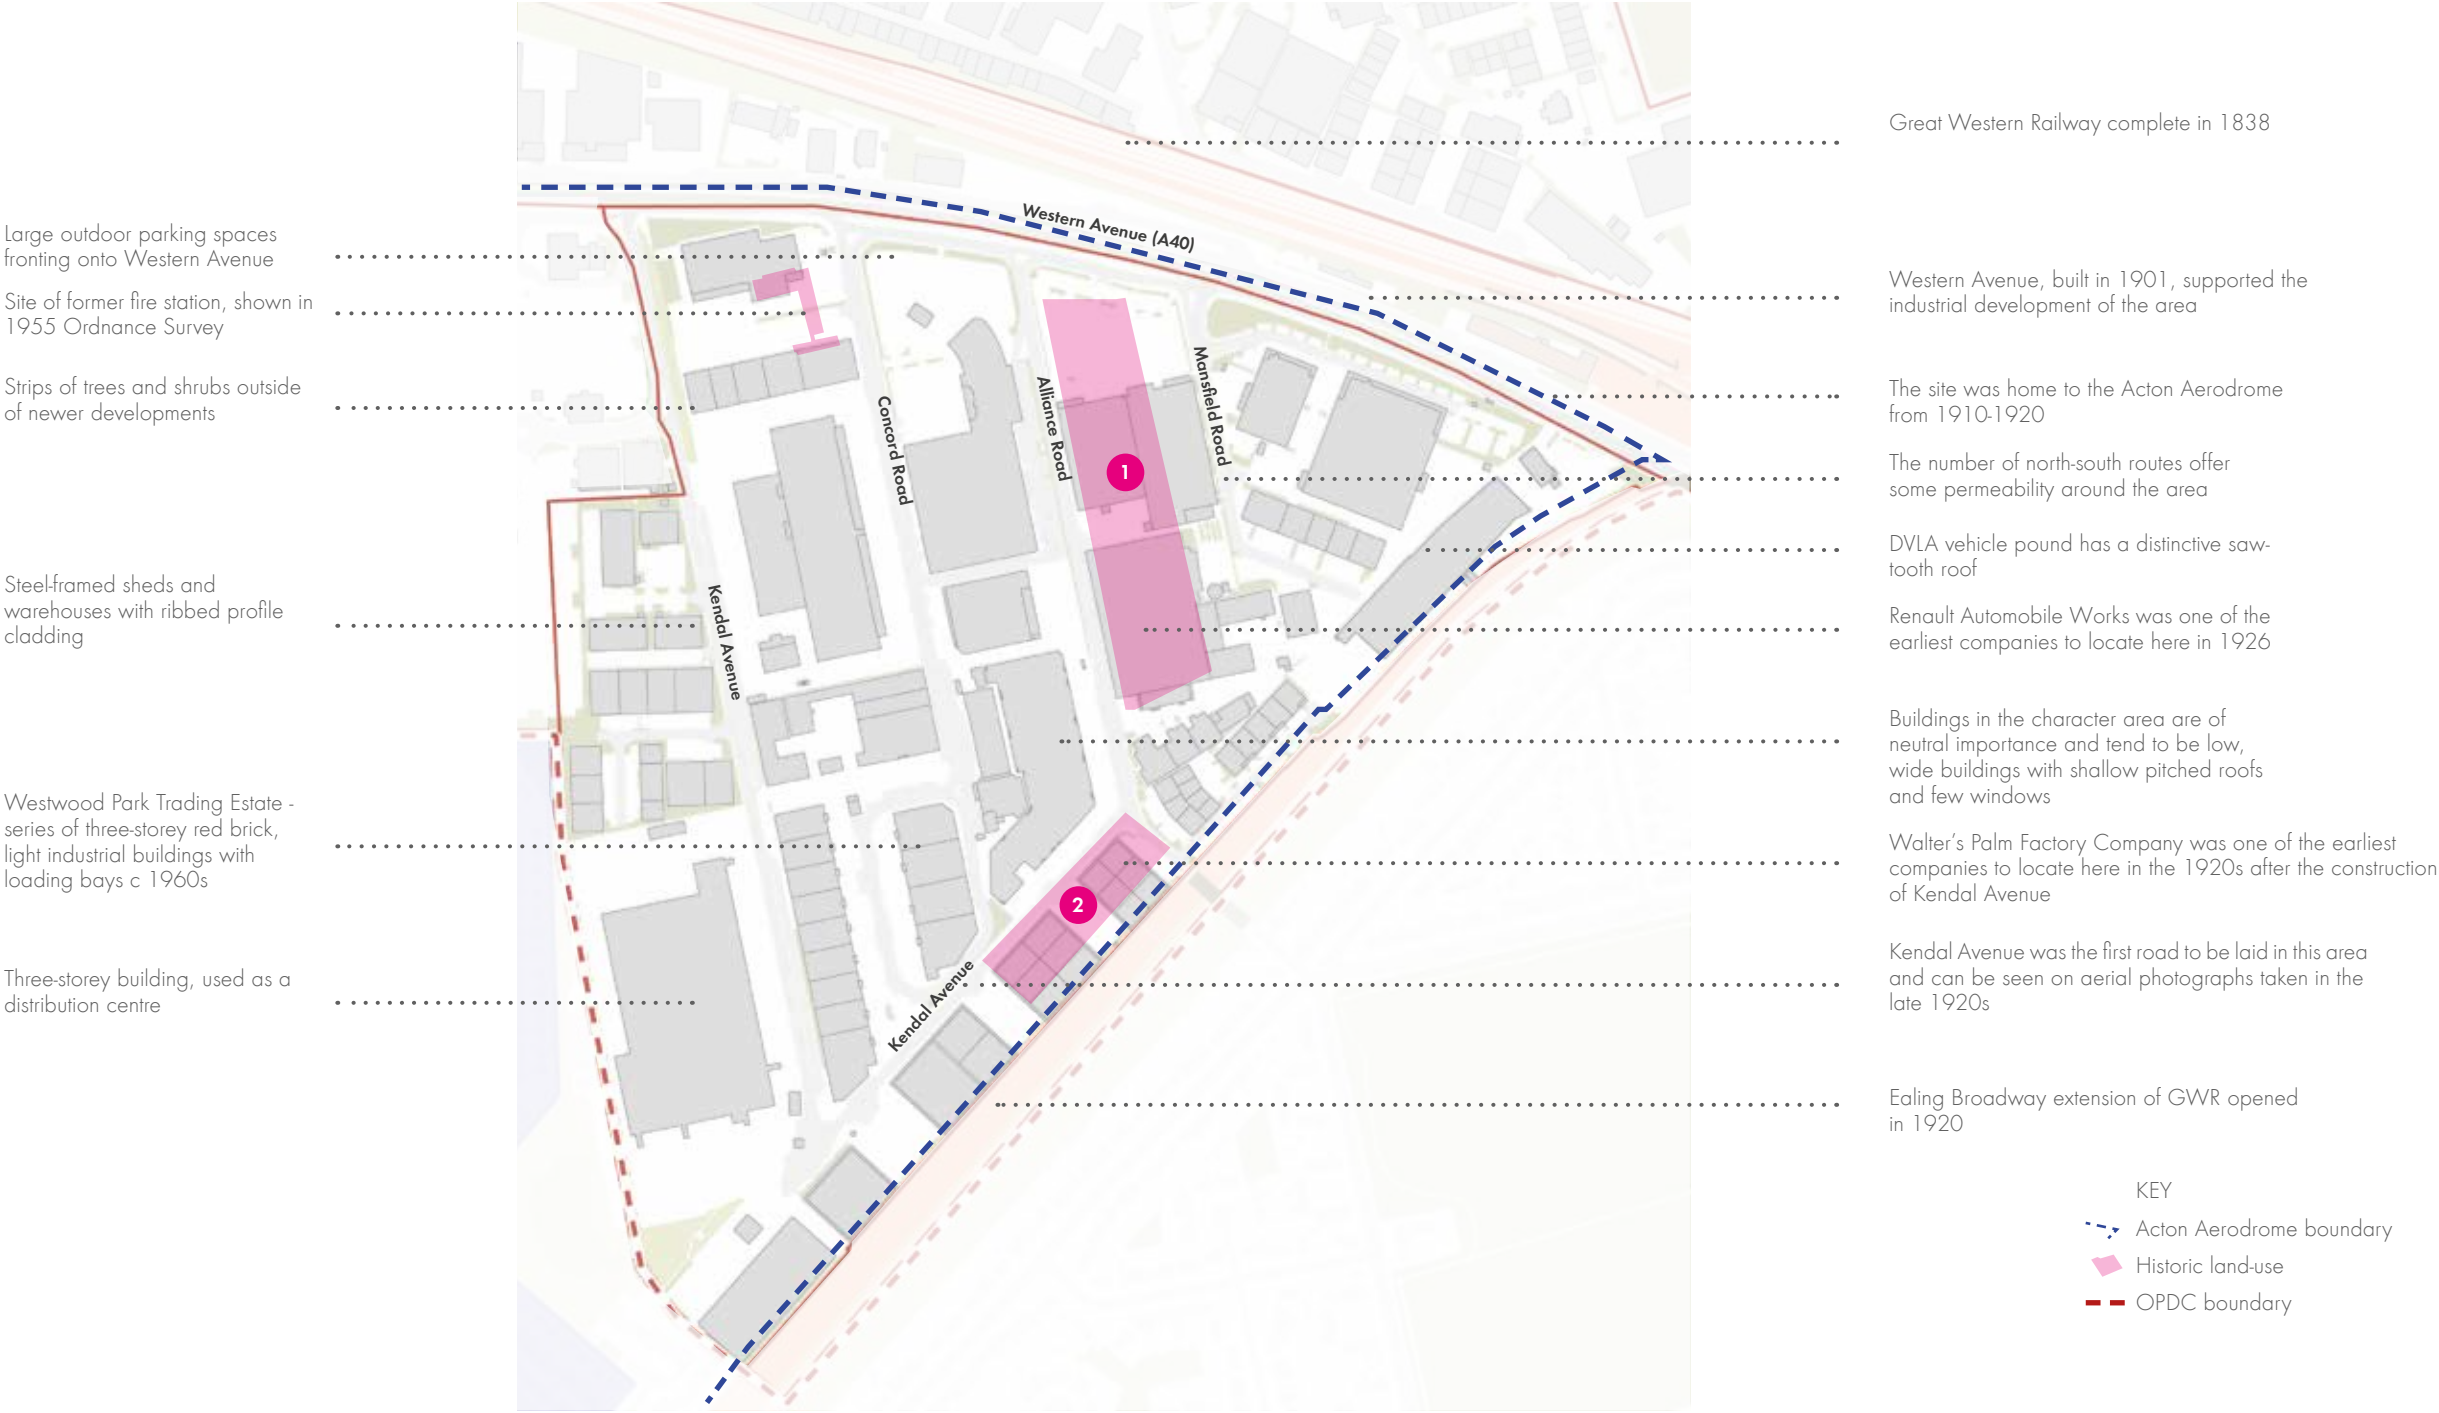 Large outdoor parking spaces
fronting onto Western Avenue
Site of former fire station, shown in
1955 Ordnance Survey
Strips of trees and shrubs outside
of newer developments
Steel-framed sheds and
warehouses with ribbed profile
cladding
Westwood Park Trading Estate -
series of three-storey red brick,
light industrial buildings with
loading bays c 1960s
Three-storey building, used as a
distribution centre
Western Avenue (A40)
Mansfield Road
Alliance Road
Concord Road
1
Kendal Avenue
2
Kendal Avenue
Great Western Railway complete in 1838
Western Avenue, built in 1901, supported the
industrial development of the area
The site was home to the Acton Aerodrome
from 1910-1920
The number of north-south routes offer
some permeability around the area
DVLA vehicle pound has a distinctive saw-
tooth roof
Renault Automobile Works was one of the
earliest companies to locate here in 1926
Buildings in the character area are of
neutral importance and tend to be low,
wide buildings with shallow pitched roofs
and few windows
Walter's Palm Factory Company was one of the earliest
companies to locate here in the 1920s after the construction
of Kendal Avenue
Kendal Avenue was the first road to be laid in this area
and can be seen on aerial photographs taken in the
late 1920s
Ealing Broadway extension of GWR opened
in 1920
KEY
Acton Aerodrome boundary
Historic land-use
OPDC boundary